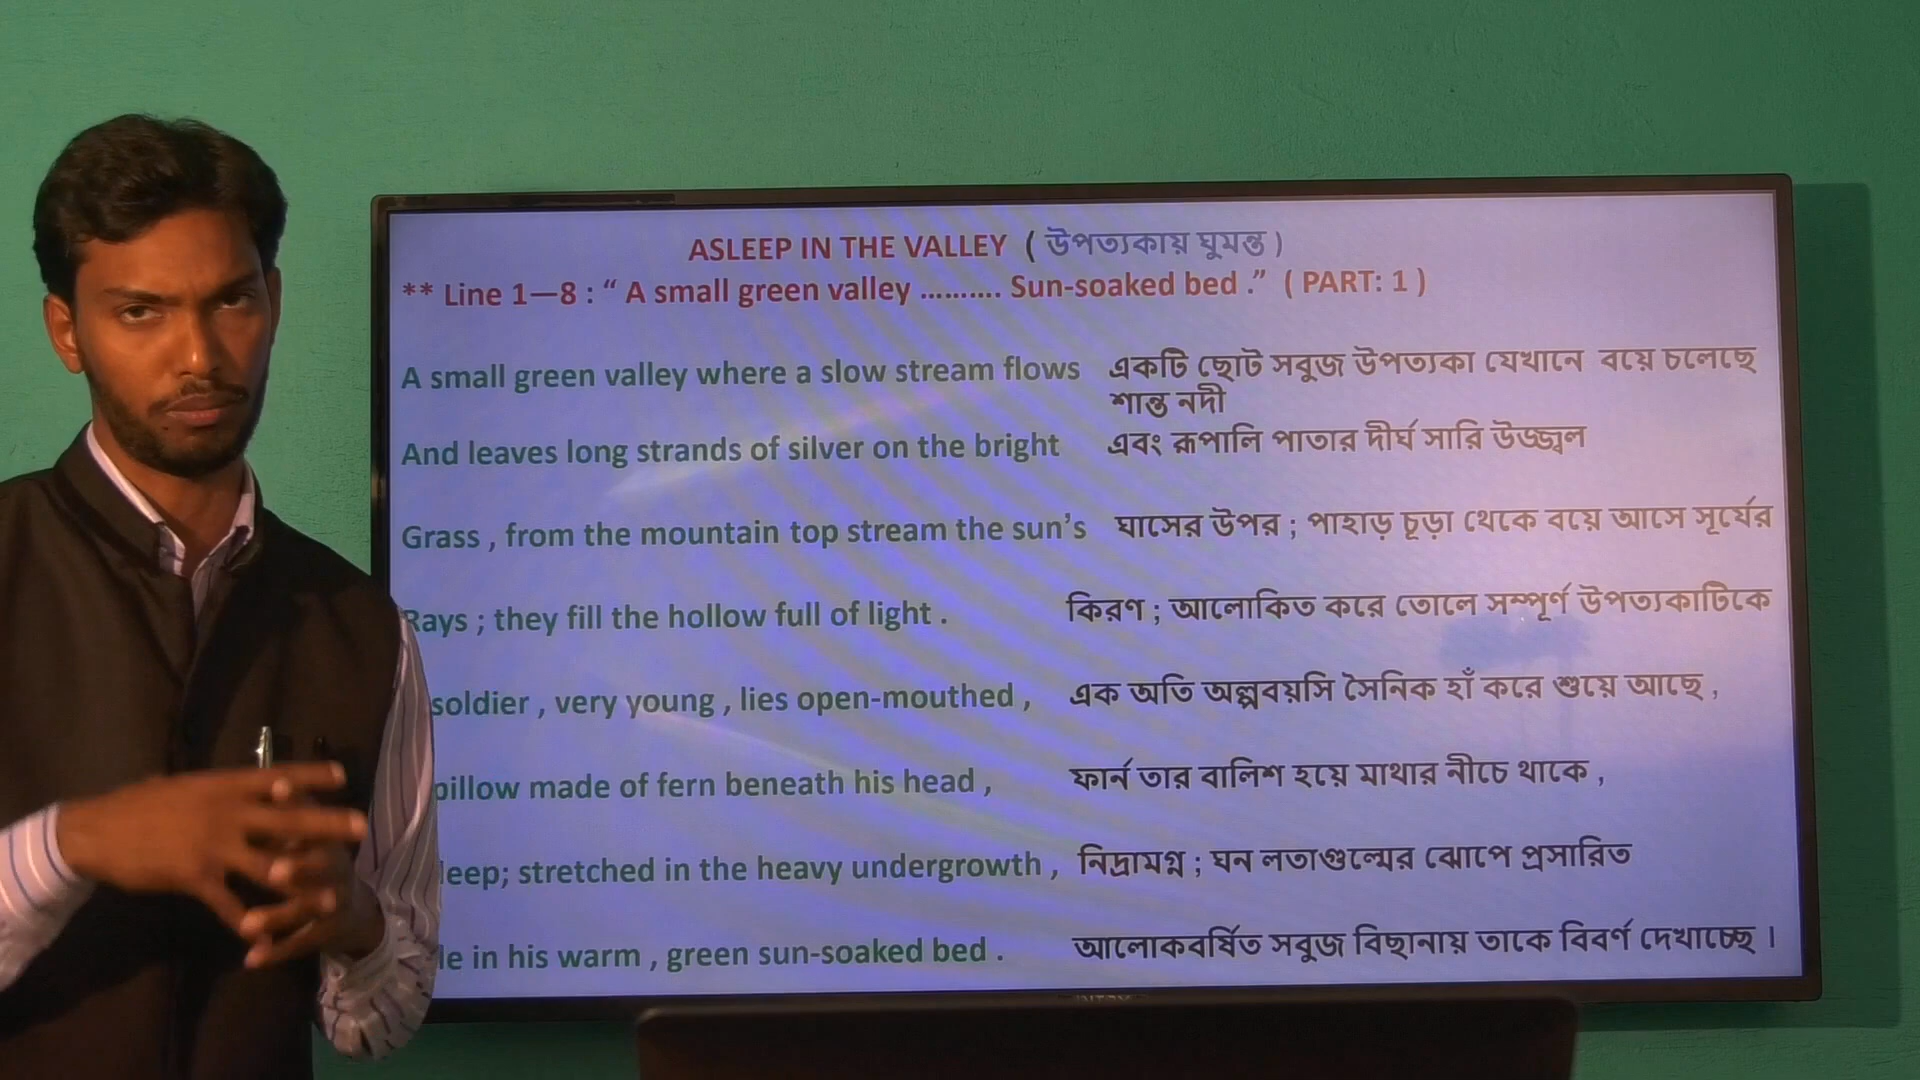 ASLEEP IN THE VALLEY ( উপত্যকায় ঘুমন্ত )
** Line 1—8 : “ A small green valley .......... Sun-soaked bed .” ( PART: 1 )
A small green valley where a slow stream flows একটি ছোট সবুজ উপত্যকা যেখানে বয়ে চলেছে
শান্ত নদী
And leaves long strands of silver on the bright এবং রূপালি পাতার দীর্ঘ সারি উজ্জ্বল
Grass , from the mountain top stream the sun’s ঘাসের উপর ; পাহাড় চূড়া থেকে বয়ে আসে সূর্যের
Rays ; they fill the hollow full of light . কিরণ ; আলোকিত করে তোলে সম্পূর্ণ উপত্যকাটিকে
soldier , very young , lies open-mouthed , এক অতি অল্পবয়সি সৈনিক হাঁ করে শুয়ে আছে ,
pillow made of fern beneath his head , ফার্ন তার বালিশ হয়ে মাথার নীচে থাকে ,
leep; stretched in the heavy undergrowth , নিদ্রামগ্ন ; ঘন লতাগুল্মের ঝোপে প্রসারিত
le in his warm , green sun-soaked bed . আলোকবর্ষিত সবুজ বিছানায় তাকে বিবর্ণ দেখাচ্ছে ।